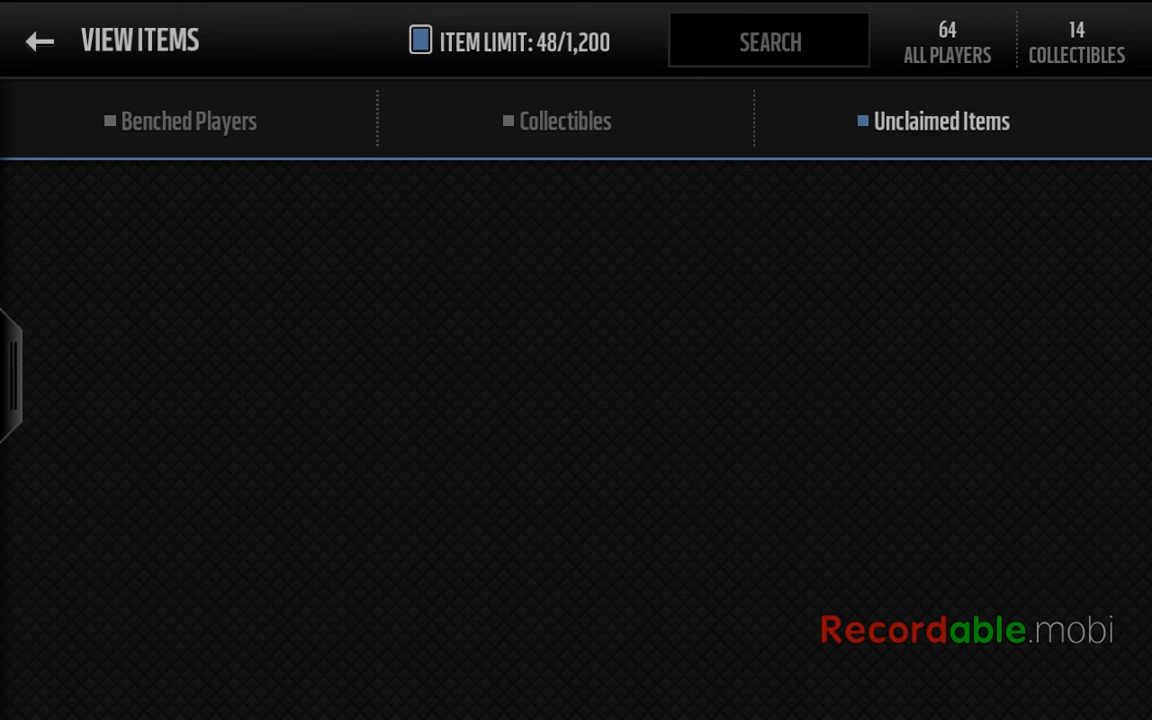 VIEW ITEMS
ITEM LIMIT: 48/1,200
SEARCH
64
ALL PLAYERS
14
COLLECTIBLES
Benched Players
Collectibles
Unclaimed Items
Recordable.mobi